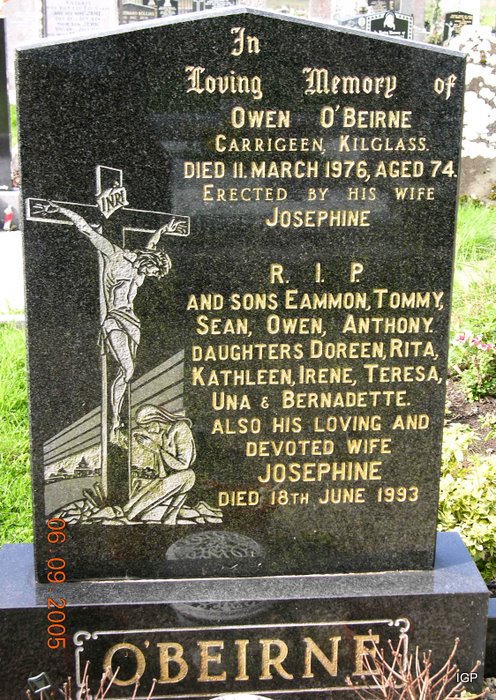 In
Loving Memory of
OWEN O'BEIRNE
CARRIGEEN, KILGLASS.
DIED 11. MARCH 1976, AGED 74.
ERECTED BY HIS WIFE
JOSEPHINE
R. I. P.
AND SONS EAMMON, TOMMY,
SEAN, OWEN, ANTHONY.
DAUGHTERS DOREEN, RITA,
KATHLEEN, IRENE, TERESA,
UNA & BERNADETTE.
ALSO HIS LOVING AND
DEVOTED WIFE
JOSEPHINE
DIED 18TH JUNE 1993
INRI
O'BEIRNE
06 09 2005
IGP